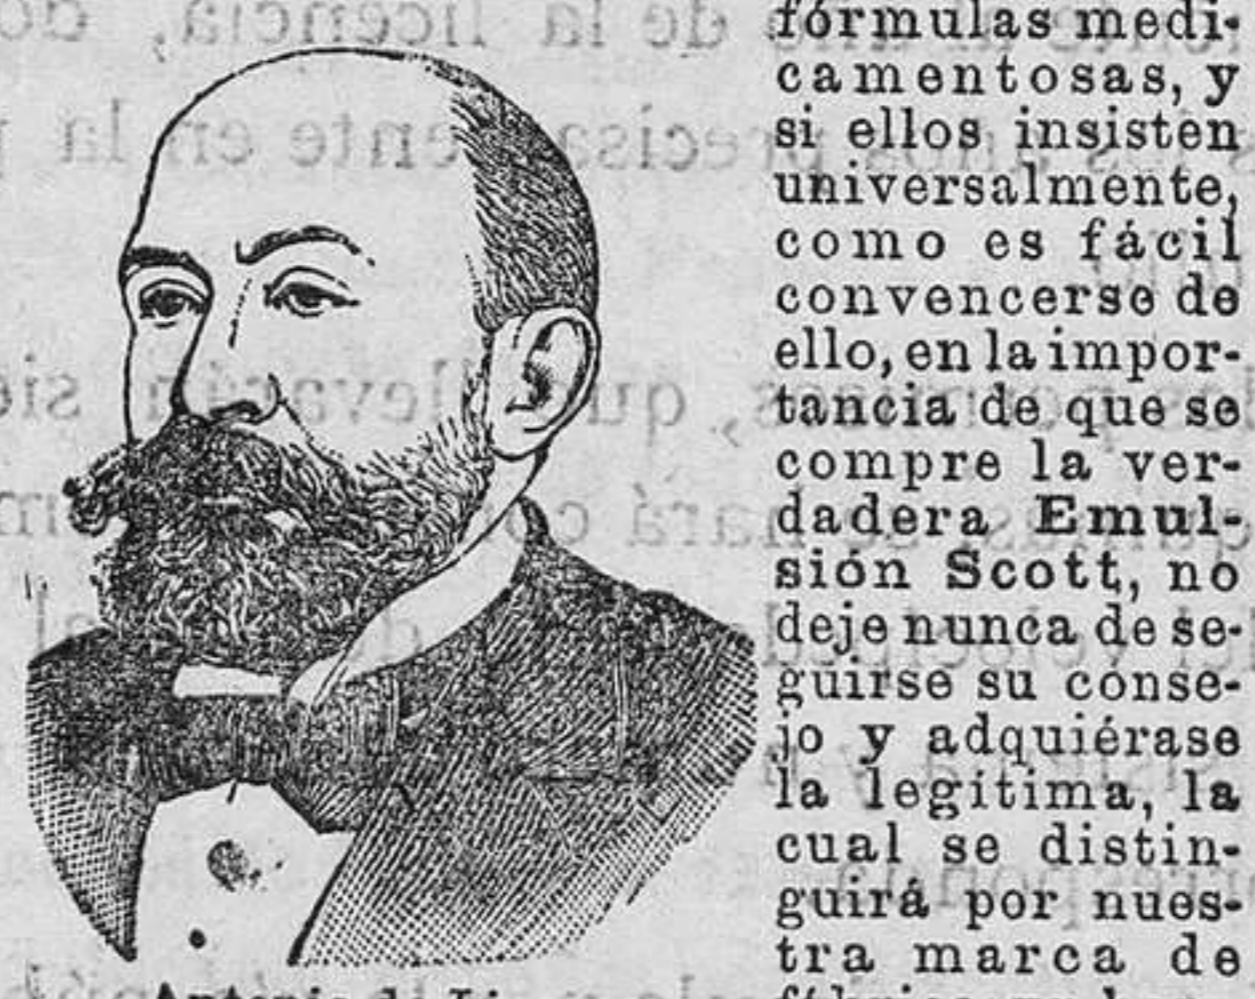 fórmulas medi-
camentosas, y
si ellos insisten
universalmente,
como es fácil
convencerse de
ello, en la impor-
tancia de que se
compre la ver-
dadera Emul-
sión Scott, no
deje nunca de se-
guirse su conse-
jo y adquiérase
la legítima, la
cual se distin-
guirá por nues-
tra marca de